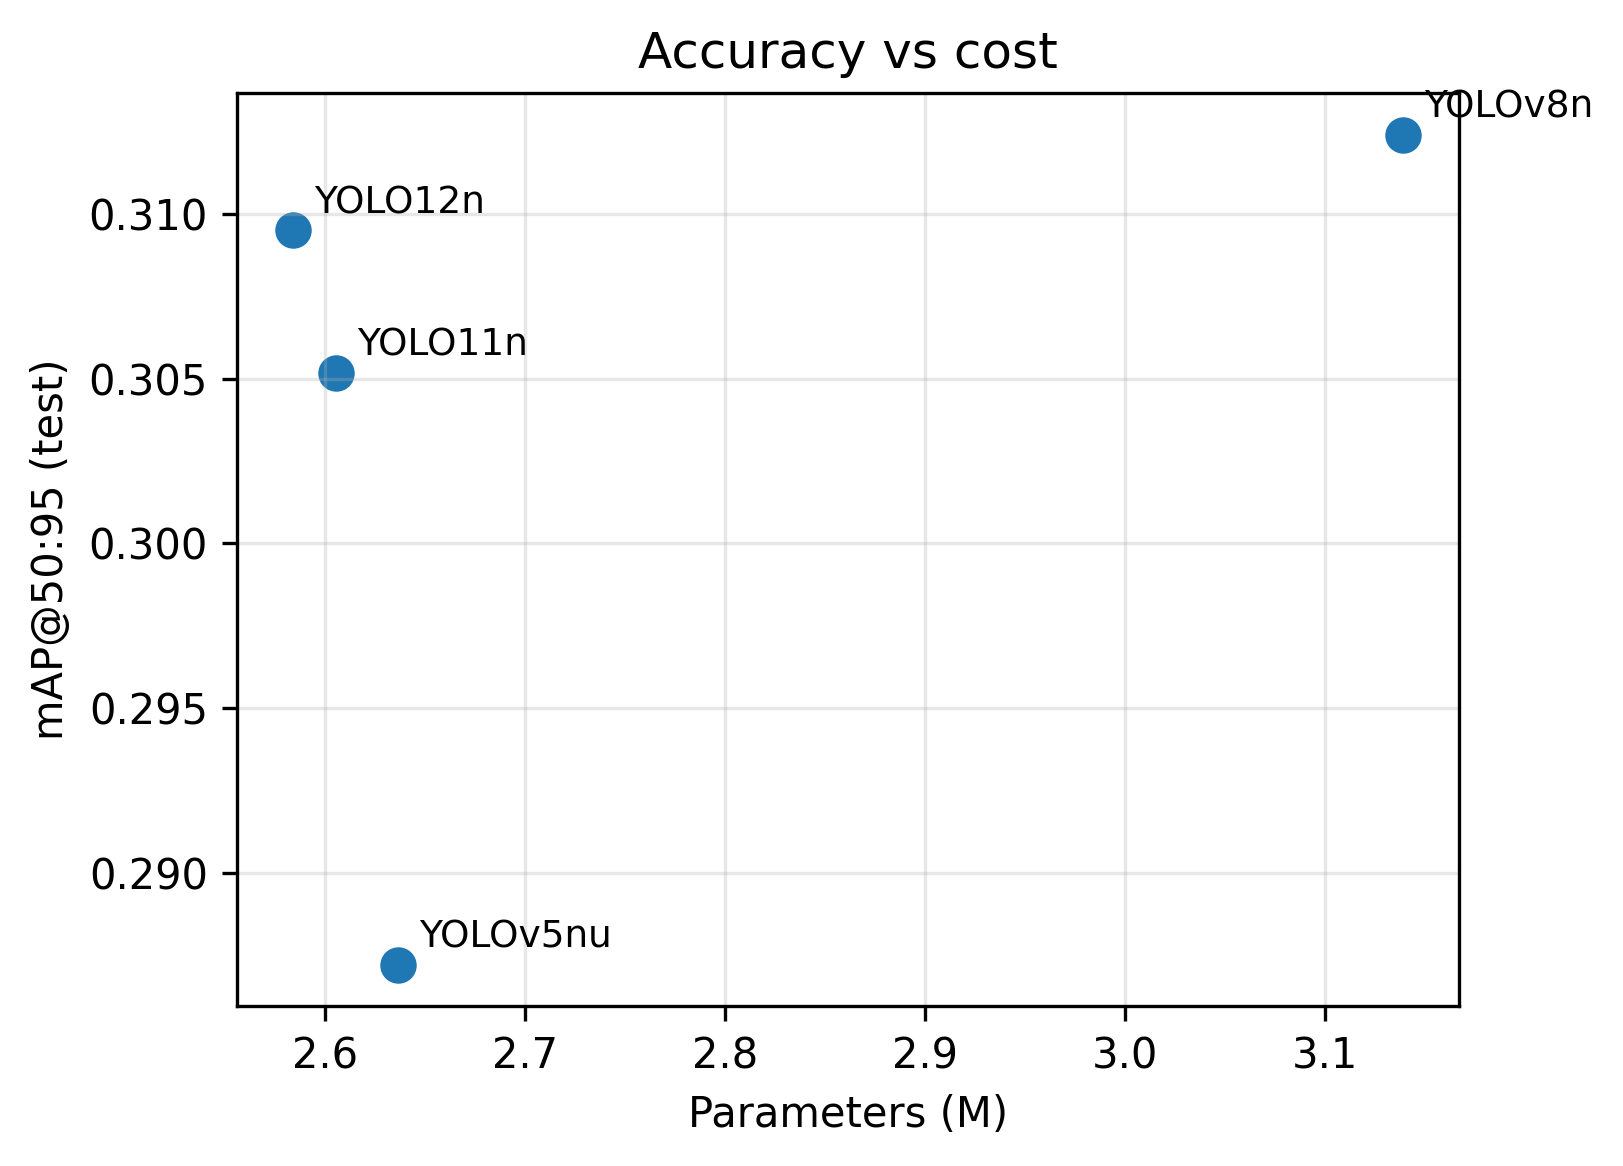 Accuracy vs cost
YOLOv8n
YOLO12n
0.310
YOLO11n
0.305
0.300
0.295
0.290
YOLOv5nu
mAP@50:95 (test)
2.6 2.7 2.8 2.9 3.0 3.1
Parameters (M)